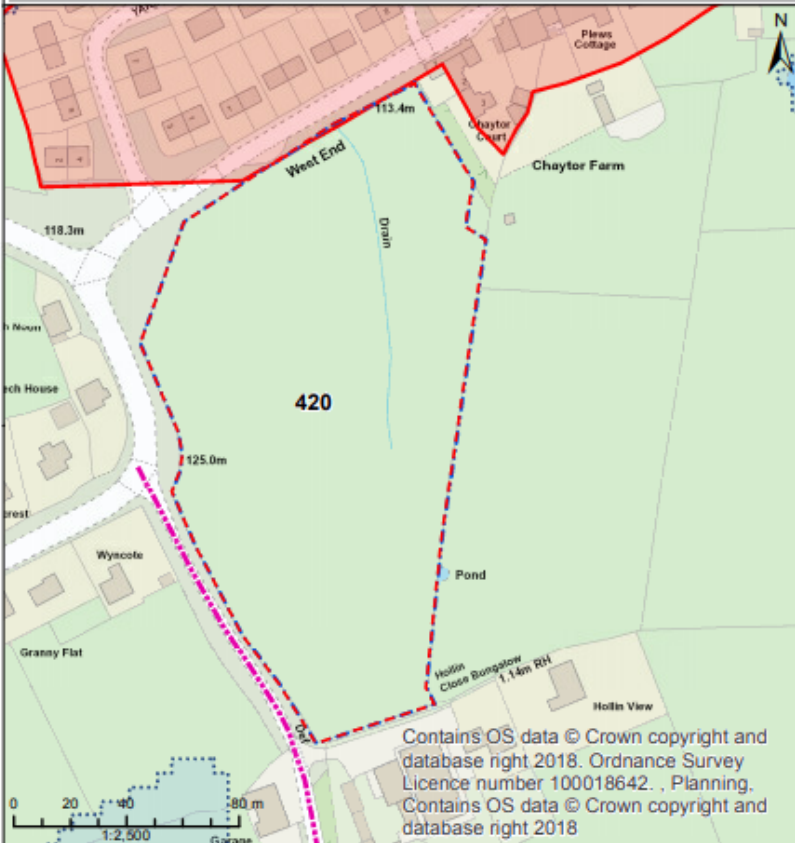 N
Plews
Cottage
113.4m
Chaytor
Court
West End
Chaytor Farm
118.3m
Drain
ech House
420
125.0m
Wyncote
Pond
Granny Flat
Hollin
Close Bungalow
1.14m RH
Hollin View
Def
Contains OS data © Crown copyright and
database right 2018. Ordnance Survey
Licence number 100018642. , Planning,
Contains OS data © Crown copyright and
database right 2018
0 20 40 80 m
1:2,500
Garage